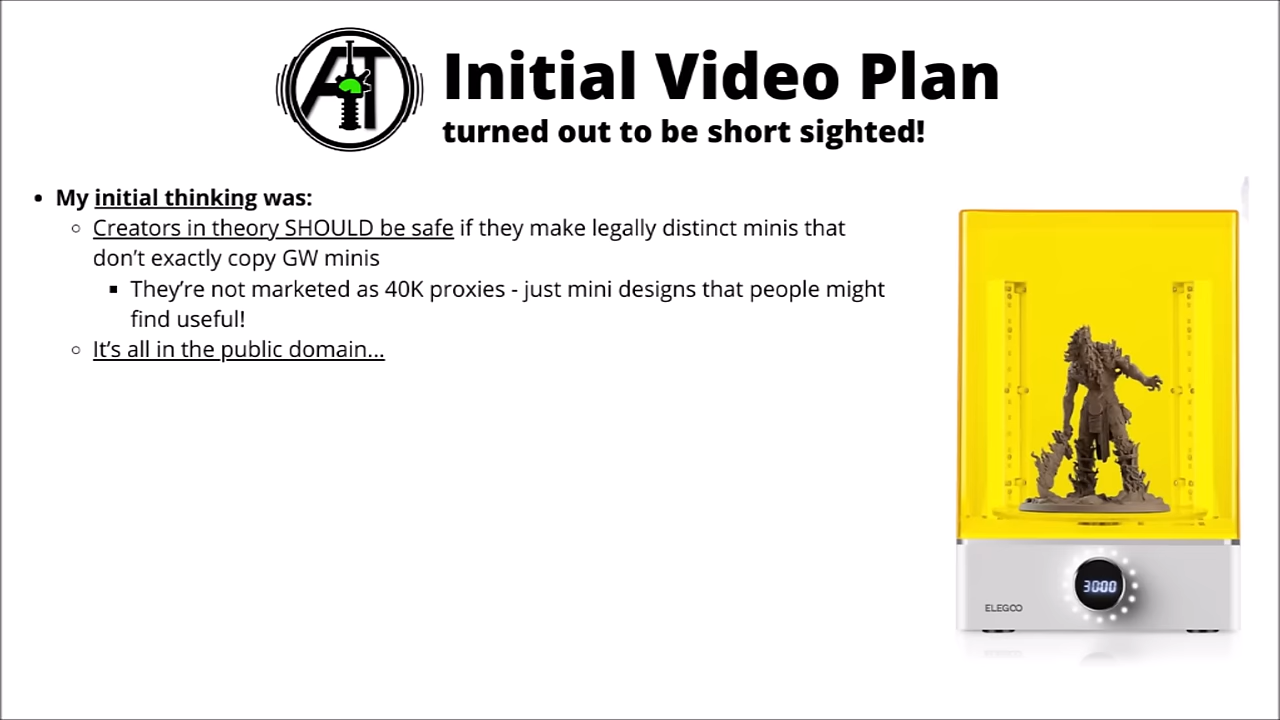 AT
Initial Video Plan
turned out to be short sighted!
• My initial thinking was:
○ Creators in theory SHOULD be safe if they make legally distinct minis that
don’t exactly copy GW minis
▪ They’re not marketed as 40K proxies - just mini designs that people might
find useful!
○ It’s all in the public domain...
30:00
ELEGOO